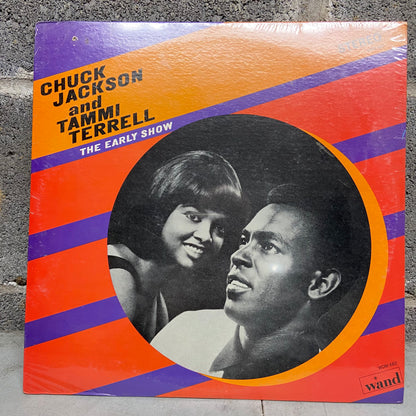 CHUCK
JACKSON
and
TAMMI
TERRELL
THE EARLY SHOW
wand